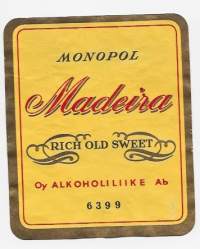 MONOPOL
Madeira
RICH OLD SWEET
Oy ALKOHOLILIIKE Ab
6399